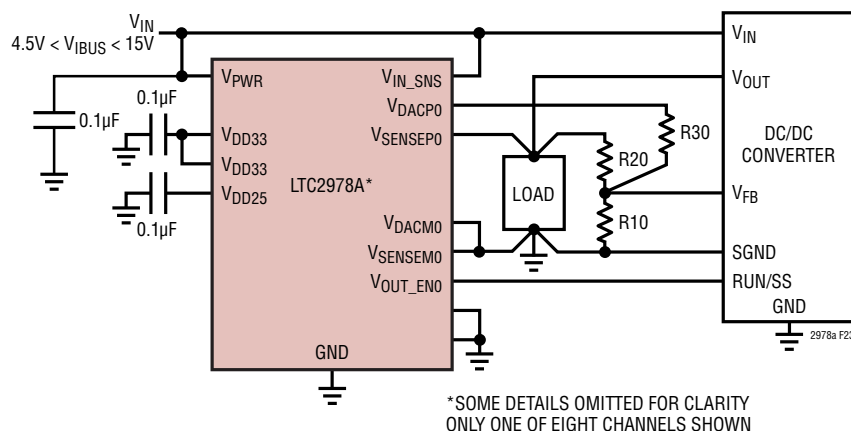 VIN
4.5V < VIBUS < 15V
0.1µF
0.1µF
0.1µF
VPWR
VDD33
VDD33
VDD25
LTC2978A*
GND
VIN_SNS
VDACP0
VSENSEP0
VDACM0
VSENSEM0
VOUT_EN0
LOAD
R20
R30
R10
VIN
VOUT
DC/DC
CONVERTER
VFB
SGND
RUN/SS
GND
2978a F23
*SOME DETAILS OMITTED FOR CLARITY
ONLY ONE OF EIGHT CHANNELS SHOWN